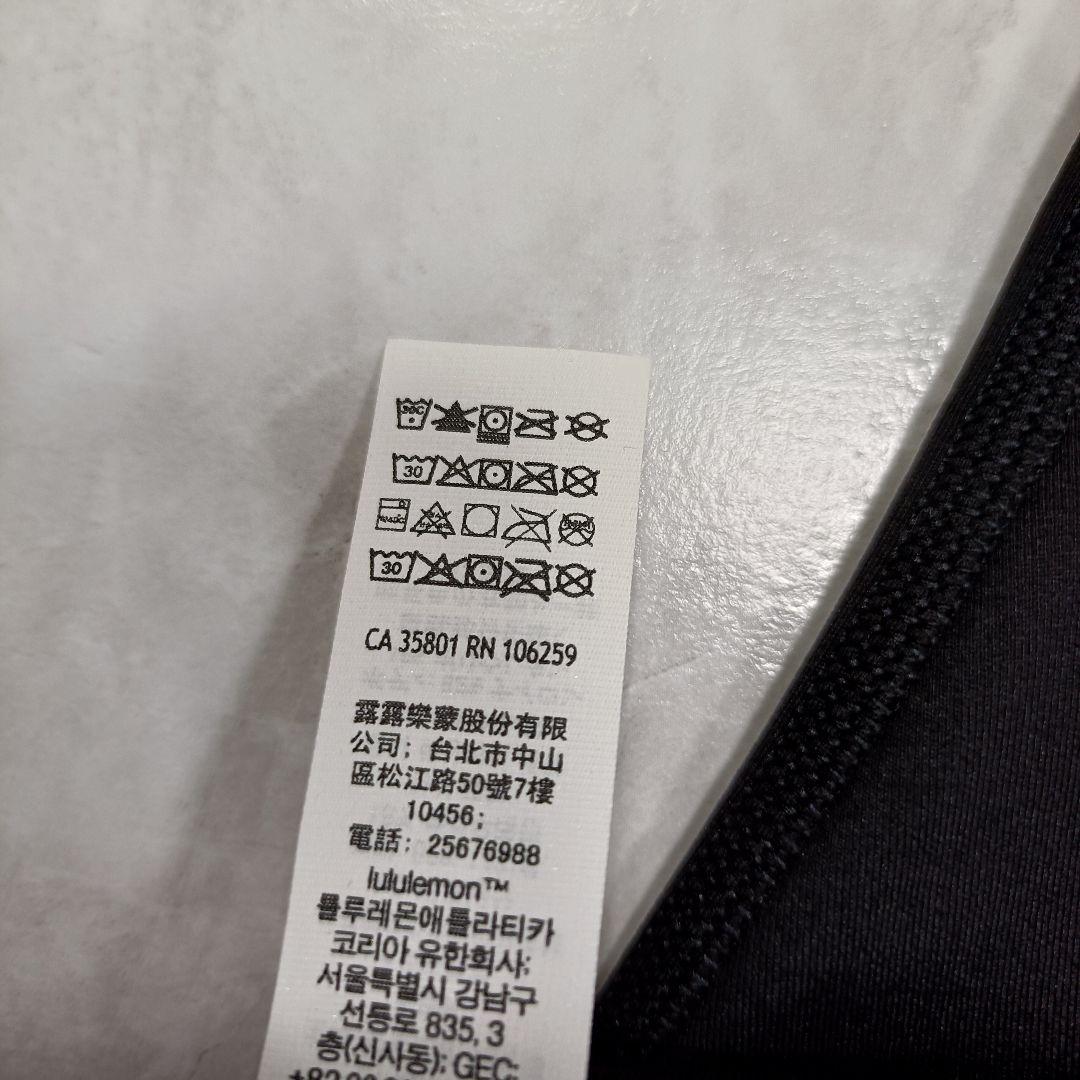 30C
30
30
CA 35801 RN 106259
露露樂蒙股份有限
公司; 台北市中山
區松江路50號7樓
10456;
電話: 25676988
lululemon™
룰루레몬애틀라티카
코리아 유한회사;
서울특별시 강남구
선릉로 835, 3
층(신사동); GEC: